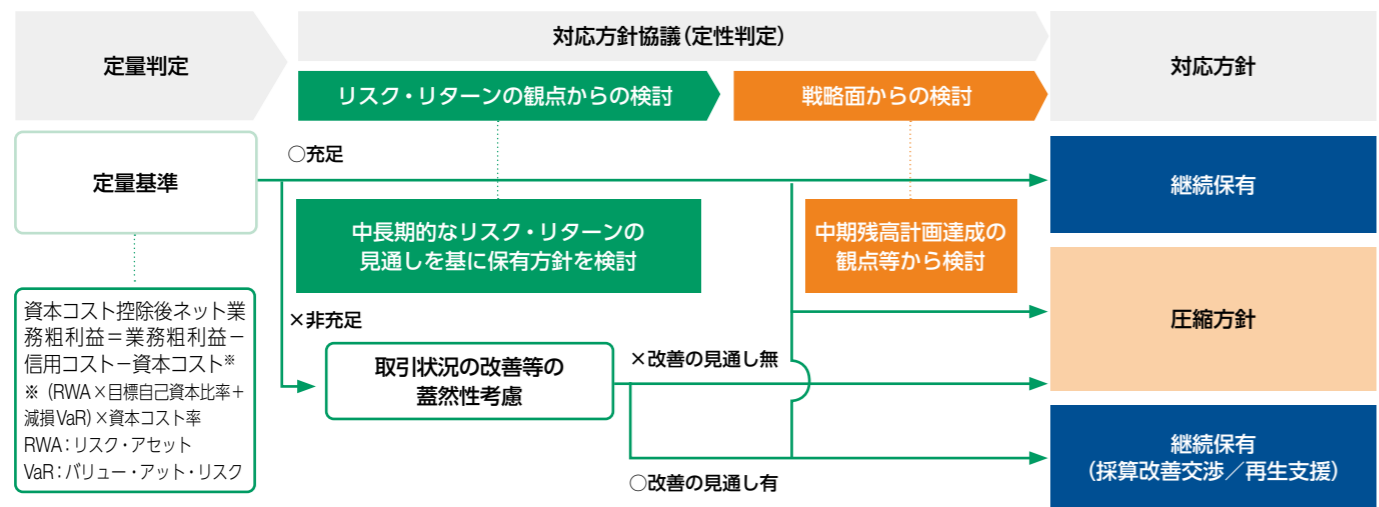 定量判定
対応方針協議(定性判定)
対応方針
リスク・リターンの観点からの検討
戦略面からの検討
定量基準
○充足
継続保有
中長期的なリスク・リターンの
見通しを基に保有方針を検討
中期残高計画達成の
観点等から検討
資本コスト控除後ネット業
務粗利益=業務粗利益-
信用コスト-資本コスト※
※ (RWA×目標自己資本比率+
減損VaR)×資本コスト率
RWA:リスク・アセット
VaR:バリュー・アット・リスク
×非充足
取引状況の改善等の
蓋然性考慮
×改善の見通し無
圧縮方針
○改善の見通し有
継続保有
(採算改善交渉/再生支援)